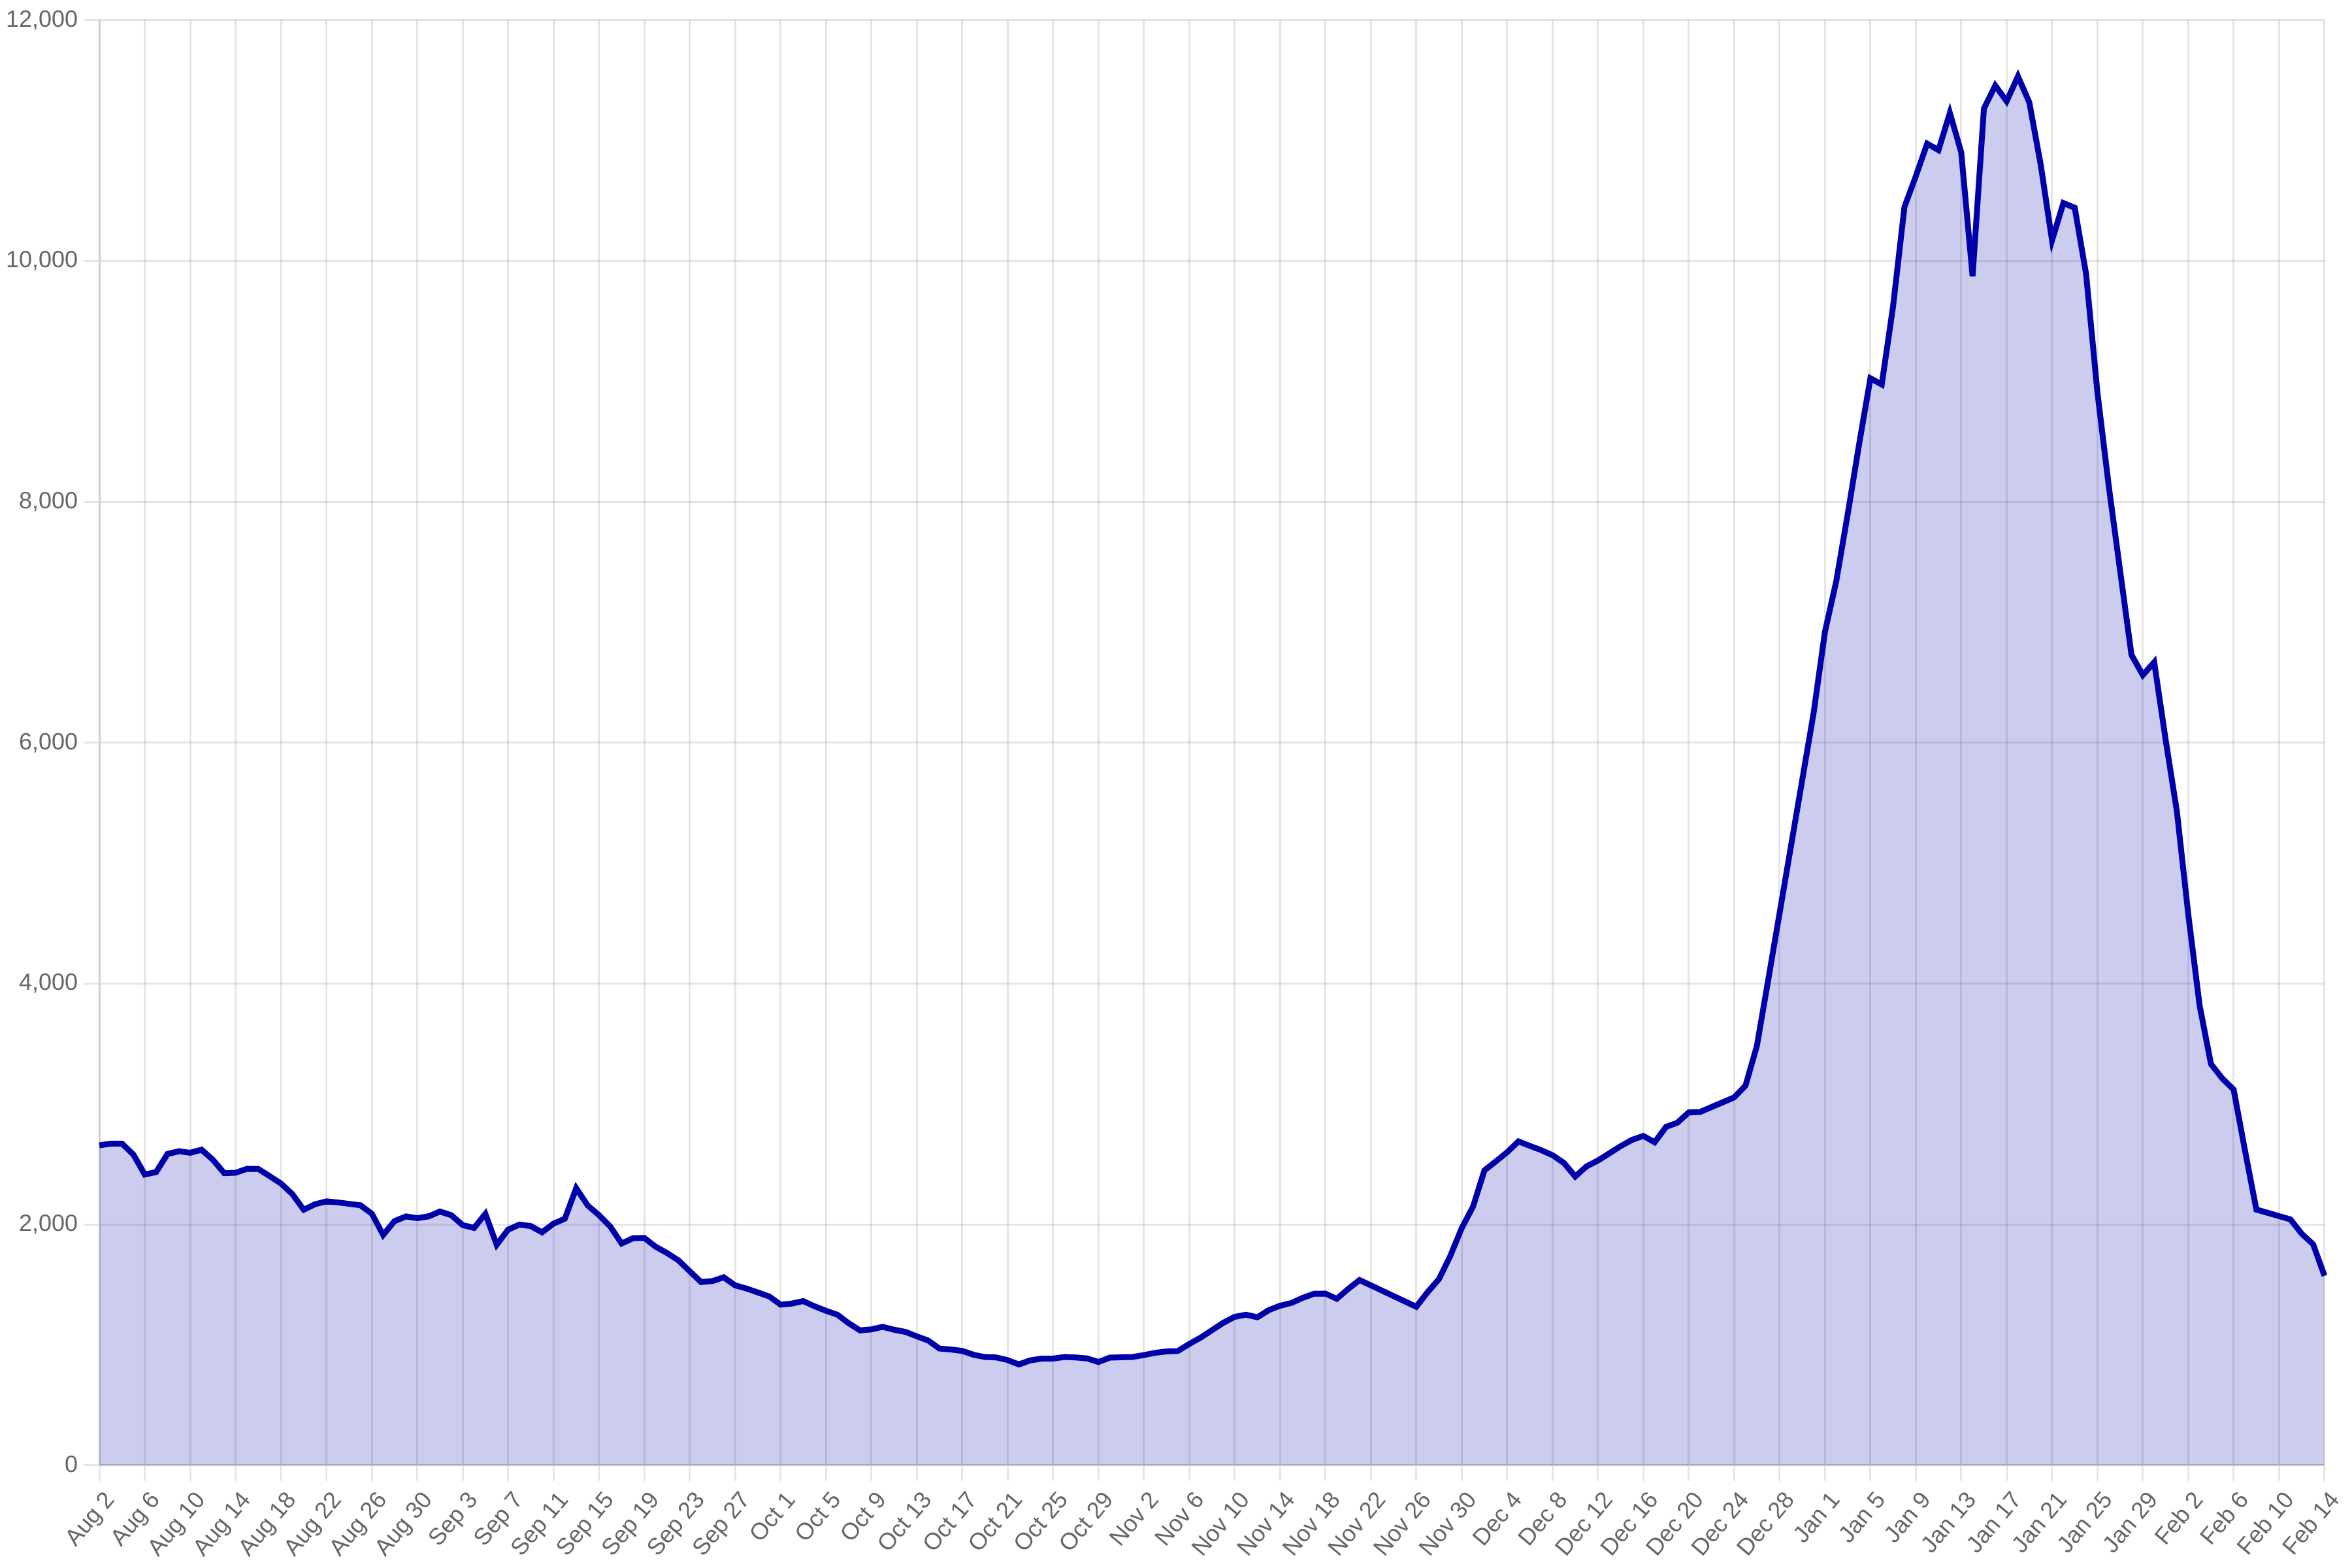 12,000
10,000
8,000
6,000
4,000
2,000
0
Aug 2
Aug 6
Aug 10
Aug 14
Aug 18
Aug 22
Aug 26
Aug 30
Sep 3
Sep 7
Sep 11
Sep 15
Sep 19
Sep 23
Sep 27
Oct 1
Oct 5
Oct 9
Oct 13
Oct 17
Oct 21
Oct 25
Oct 29
Nov 2
Nov 6
Nov 10
Nov 14
Nov 18
Nov 22
Nov 26
Nov 30
Dec 4
Dec 8
Dec 12
Dec 16
Dec 20
Dec 24
Dec 28
Jan 1
Jan 5
Jan 9
Jan 13
Jan 17
Jan 21
Jan 25
Jan 29
Feb 2
Feb 6
Feb 10
Feb 14